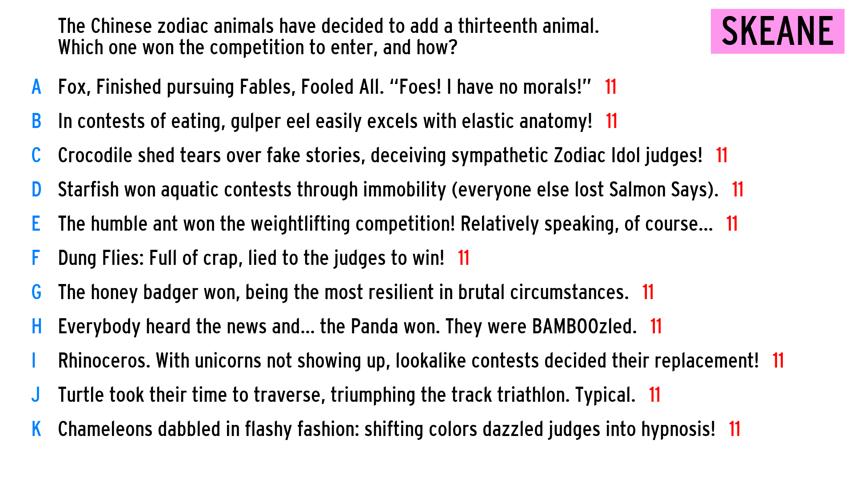 The Chinese zodiac animals have decided to add a thirteenth animal.
Which one won the competition to enter, and how?
SKEANE
A Fox, Finished pursuing Fables, Fooled All. “Foes! I have no morals!” 11
B In contests of eating, gulper eel easily excels with elastic anatomy! 11
C Crocodile shed tears over fake stories, deceiving sympathetic Zodiac Idol judges! 11
D Starfish won aquatic contests through immobility (everyone else lost Salmon Says). 11
E The humble ant won the weightlifting competition! Relatively speaking, of course... 11
F Dung Flies: Full of crap, lied to the judges to win! 11
G The honey badger won, being the most resilient in brutal circumstances. 11
H Everybody heard the news and... the Panda won. They were BAMBOOzled. 11
I Rhinoceros. With unicorns not showing up, lookalike contests decided their replacement! 11
J Turtle took their time to traverse, triumphing the track triathlon. Typical. 11
K Chameleons dabbled in flashy fashion: shifting colors dazzled judges into hypnosis! 11